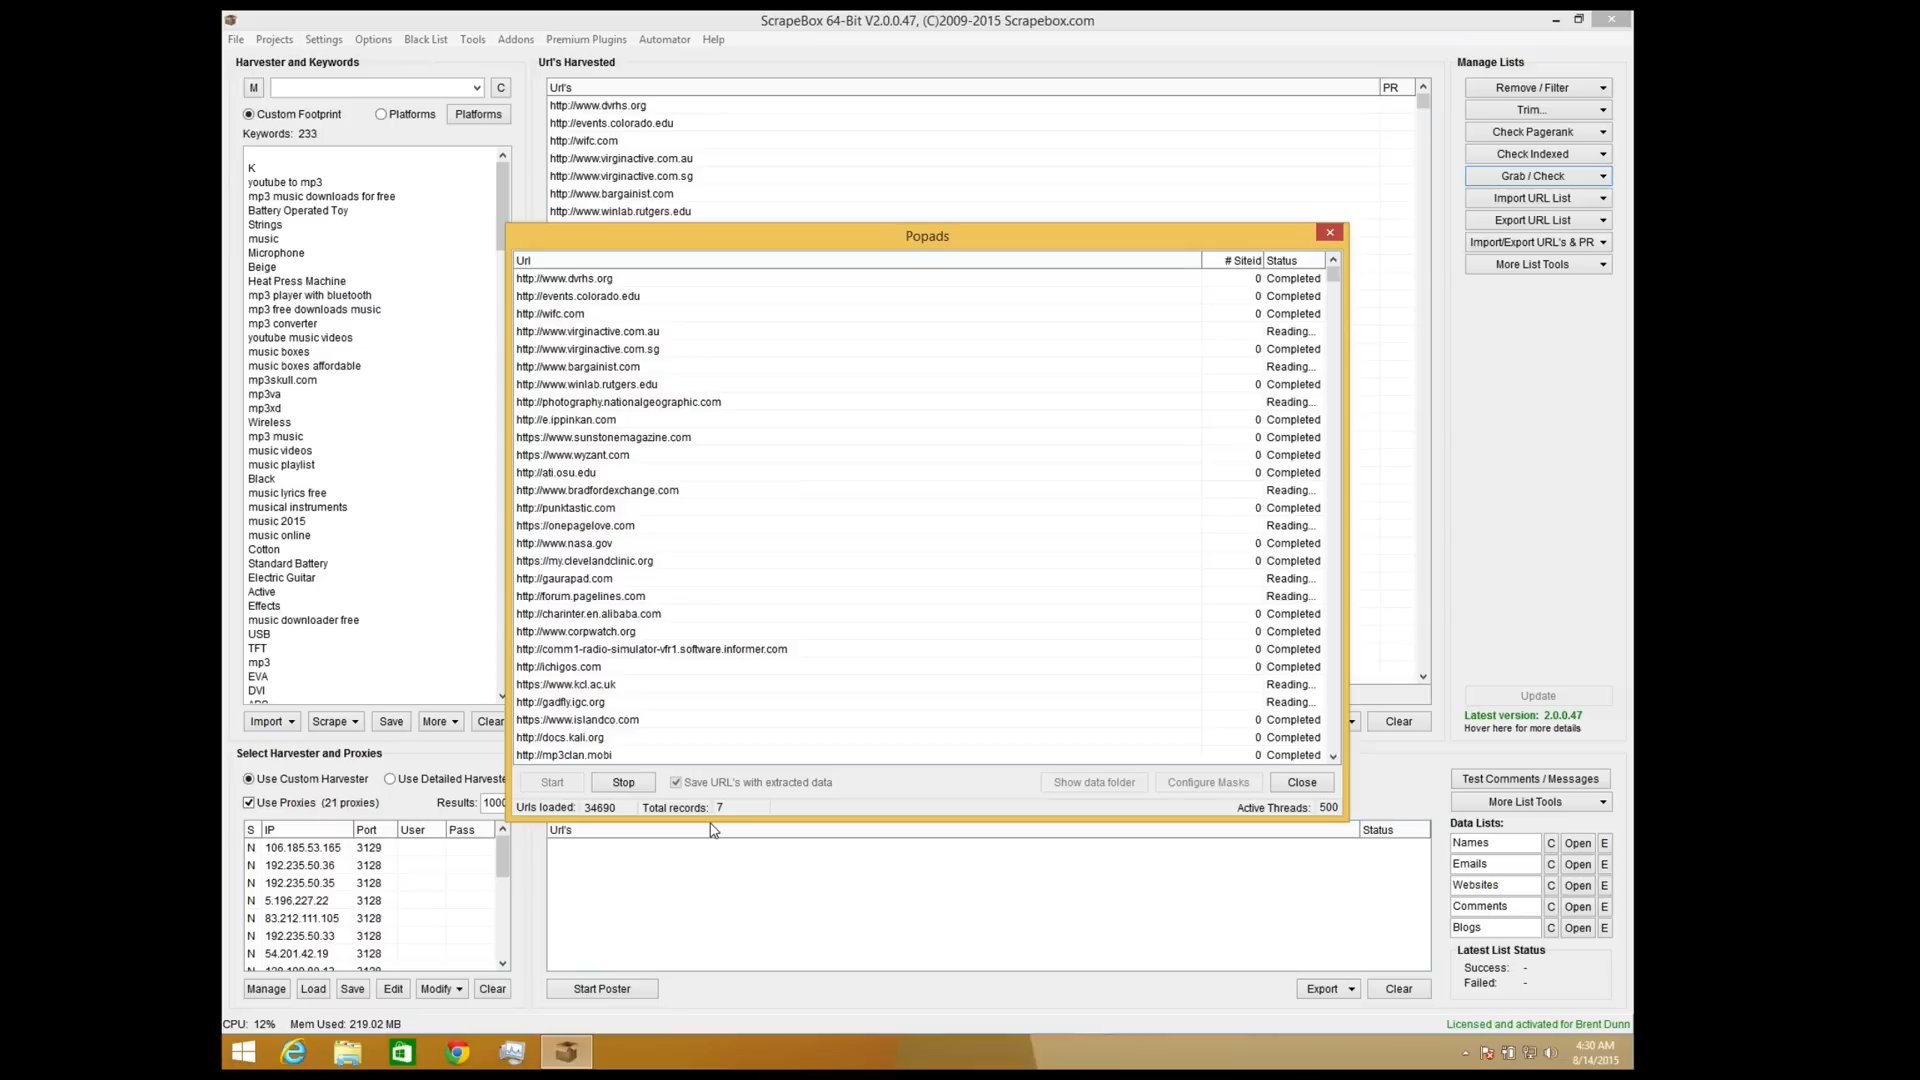 ScrapeBox 64-Bit V2.0.0.47, (C)2009-2015 Scrapebox.com
File Projects Settings Options Black List Tools Addons Premium Plugins Automator Help
Harvester and Keywords
M C
Custom Footprint Platforms Platforms
Keywords: 233
K
youtube to mp3
mp3 music downloads for free
Battery Operated Toy
Strings
music
Microphone
Beige
Heat Press Machine
mp3 player with bluetooth
mp3 free downloads music
mp3 converter
youtube music videos
music boxes
music boxes affordable
mp3skull.com
mp3va
mp3xd
Wireless
mp3 music
music videos
music playlist
Black
music lyrics free
musical instruments
music 2015
music online
Cotton
Standard Battery
Electric Guitar
Active
Effects
music downloader free
USB
TFT
mp3
EVA
DVI
Import Scrape Save More Clear
Url's Harvested
Url's PR
http://www.dvrhs.org
http://events.colorado.edu
http://wifc.com
http://www.virginactive.com.au
http://www.virginactive.com.sg
http://www.bargainist.com
http://www.winlab.rutgers.edu
Popads
Url # Siteid Status
http://www.dvrhs.org 0 Completed
http://events.colorado.edu 0 Completed
http://wifc.com 0 Completed
http://www.virginactive.com.au Reading...
http://www.virginactive.com.sg 0 Completed
http://www.bargainist.com Reading...
http://www.winlab.rutgers.edu 0 Completed
http://photography.nationalgeographic.com Reading...
http://e.ippinkan.com 0 Completed
https://www.sunstonemagazine.com 0 Completed
https://www.wyzant.com 0 Completed
http://ati.osu.edu 0 Completed
http://www.bradfordexchange.com Reading...
http://punktastic.com 0 Completed
https://onepagelove.com Reading...
http://www.nasa.gov 0 Completed
https://my.clevelandclinic.org 0 Completed
http://gaurapad.com Reading...
http://forum.pagelines.com Reading...
http://charinter.en.alibaba.com 0 Completed
http://www.corpwatch.org 0 Completed
http://comm1-radio-simulator-vfr1.software.informer.com 0 Completed
http://ichigos.com 0 Completed
https://www.kcl.ac.uk Reading...
http://gadfly.igc.org Reading...
https://www.islandco.com 0 Completed
http://docs.kali.org 0 Completed
http://mp3clan.mobi 0 Completed
Start Stop Save URL's with extracted data Show data folder Configure Masks Close
Urls loaded: 34690 Total records: 7 Active Threads: 500
Clear
Manage Lists
Remove / Filter
Trim...
Check Pagerank
Check Indexed
Grab / Check
Import URL List
Export URL List
Import/Export URL's & PR
More List Tools
Update
Latest version: 2.0.0.47
Hover here for more details
Select Harvester and Proxies
Use Custom Harvester Use Detailed Harveste
Use Proxies (21 proxies) Results: 1000
S IP Port User Pass
N 106.185.53.165 3129
N 192.235.50.36 3128
N 192.235.50.35 3128
N 5.196.227.22 3128
N 83.212.111.105 3128
N 192.235.50.33 3128
N 54.201.42.19 3128
Manage Load Save Edit Modify Clear
Url's Status
Start Poster Export Clear
Test Comments / Messages
More List Tools
Data Lists:
Names C Open E
Emails C Open E
Websites C Open E
Comments C Open E
Blogs C Open E
Latest List Status
Success: -
Failed: -
CPU: 12% Mem Used: 219.02 MB Licensed and activated for Brent Dunn
4:30 AM
8/14/2015